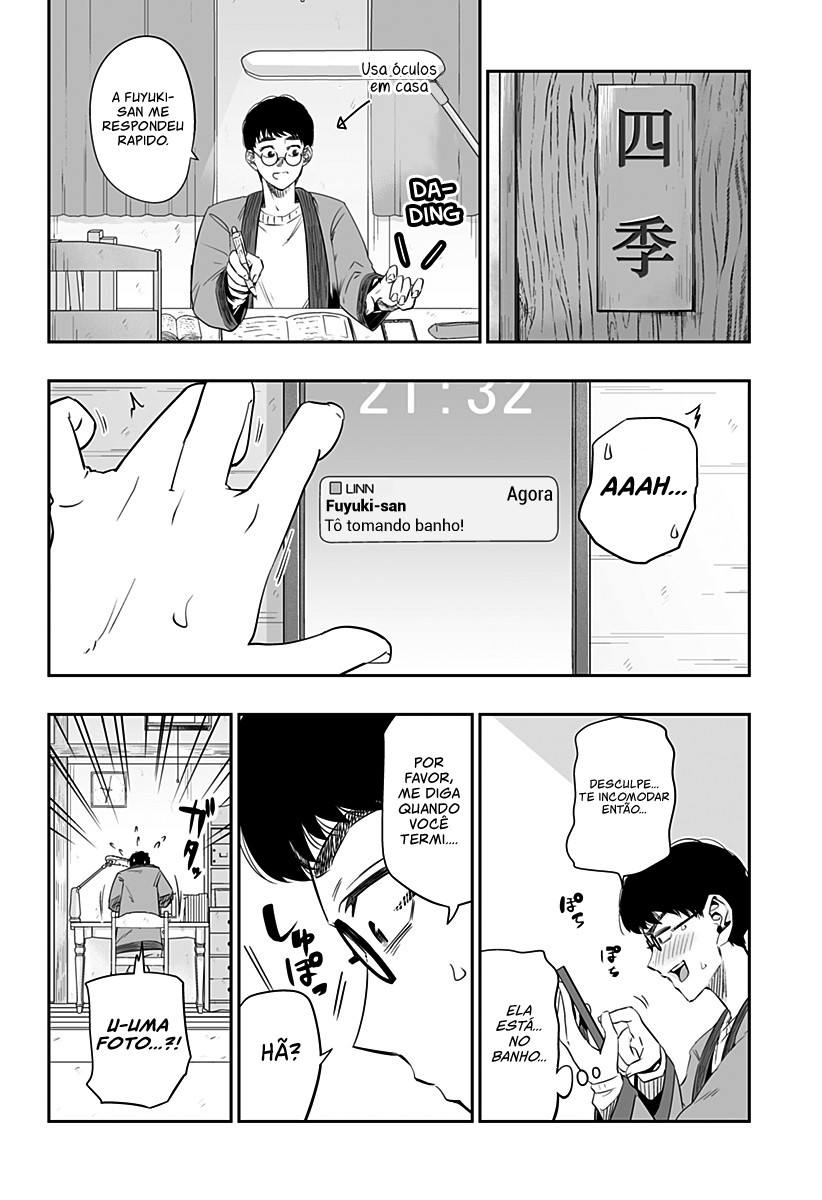 四
季
A FUYUKI-
SAN ME
RESPONDEU
RAPIDO.
Usa óculos
em casa
DA-
DING
21:32
LINN
Agora
Fuyuki-san
Tô tomando banho!
AAAH...
DESCULPE...
TE INCOMODAR
ENTÃO...
ぽち
ぽち
ELA
ESTÁ...
NO
BANHO...
POR
FAVOR,
ME DIGA
QUANDO
VOCÊ
TERMI....
しゅぽっ
HÃ?
ガタッ
U-UMA
FOTO...?!